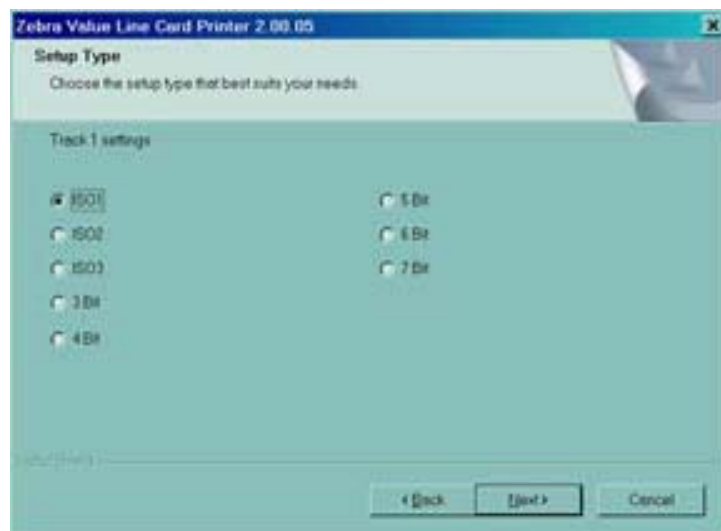 Zebra Value Line Card Printer 2.00.05
Setup Type
Choose the setup type that best suits your needs.
Track 1 settings
ISO1
ISO2
ISO3
3 Bit
4 Bit
5 Bit
6 Bit
7 Bit
< Back
Next >
Cancel